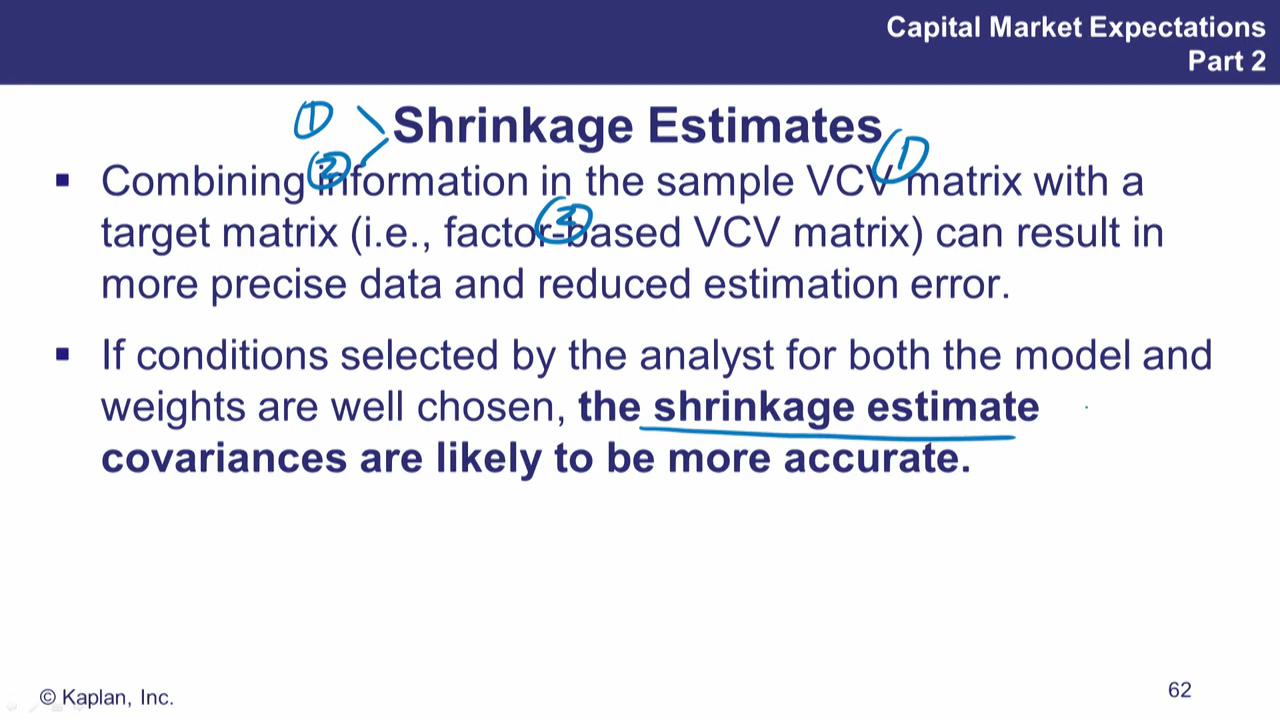 Capital Market Expectations
Part 2
① Shrinkage Estimates
② ①
▪ Combining information in the sample VCV matrix with a
②
target matrix (i.e., factor-based VCV matrix) can result in
more precise data and reduced estimation error.
▪ If conditions selected by the analyst for both the model and
weights are well chosen, the shrinkage estimate
covariances are likely to be more accurate.
© Kaplan, Inc.
62